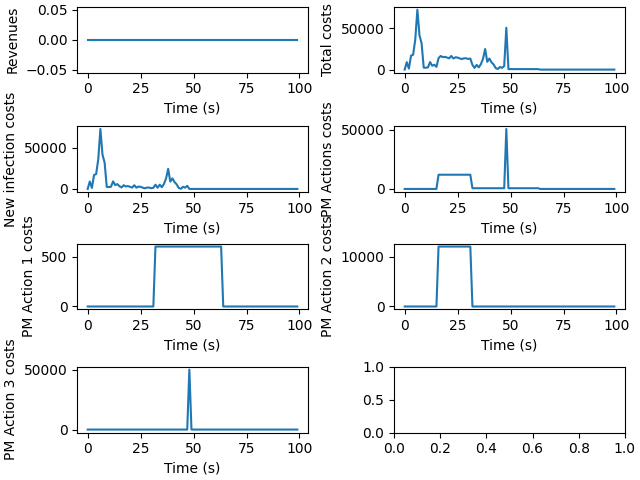 Revenues
0.05
0.00
−0.05
0 25 50 75 100
Time (s)
Total costs
50000
0
0 25 50 75 100
Time (s)
New infection costs
50000
0
0 25 50 75 100
Time (s)
PM Actions costs
50000
0
0 25 50 75 100
Time (s)
PM Action 1 costs
500
0
0 25 50 75 100
Time (s)
PM Action 2 costs
10000
0
0 25 50 75 100
Time (s)
PM Action 3 costs
50000
0
0 25 50 75 100
Time (s)
1.0
0.5
0.0
0.0 0.2 0.4 0.6 0.8 1.0